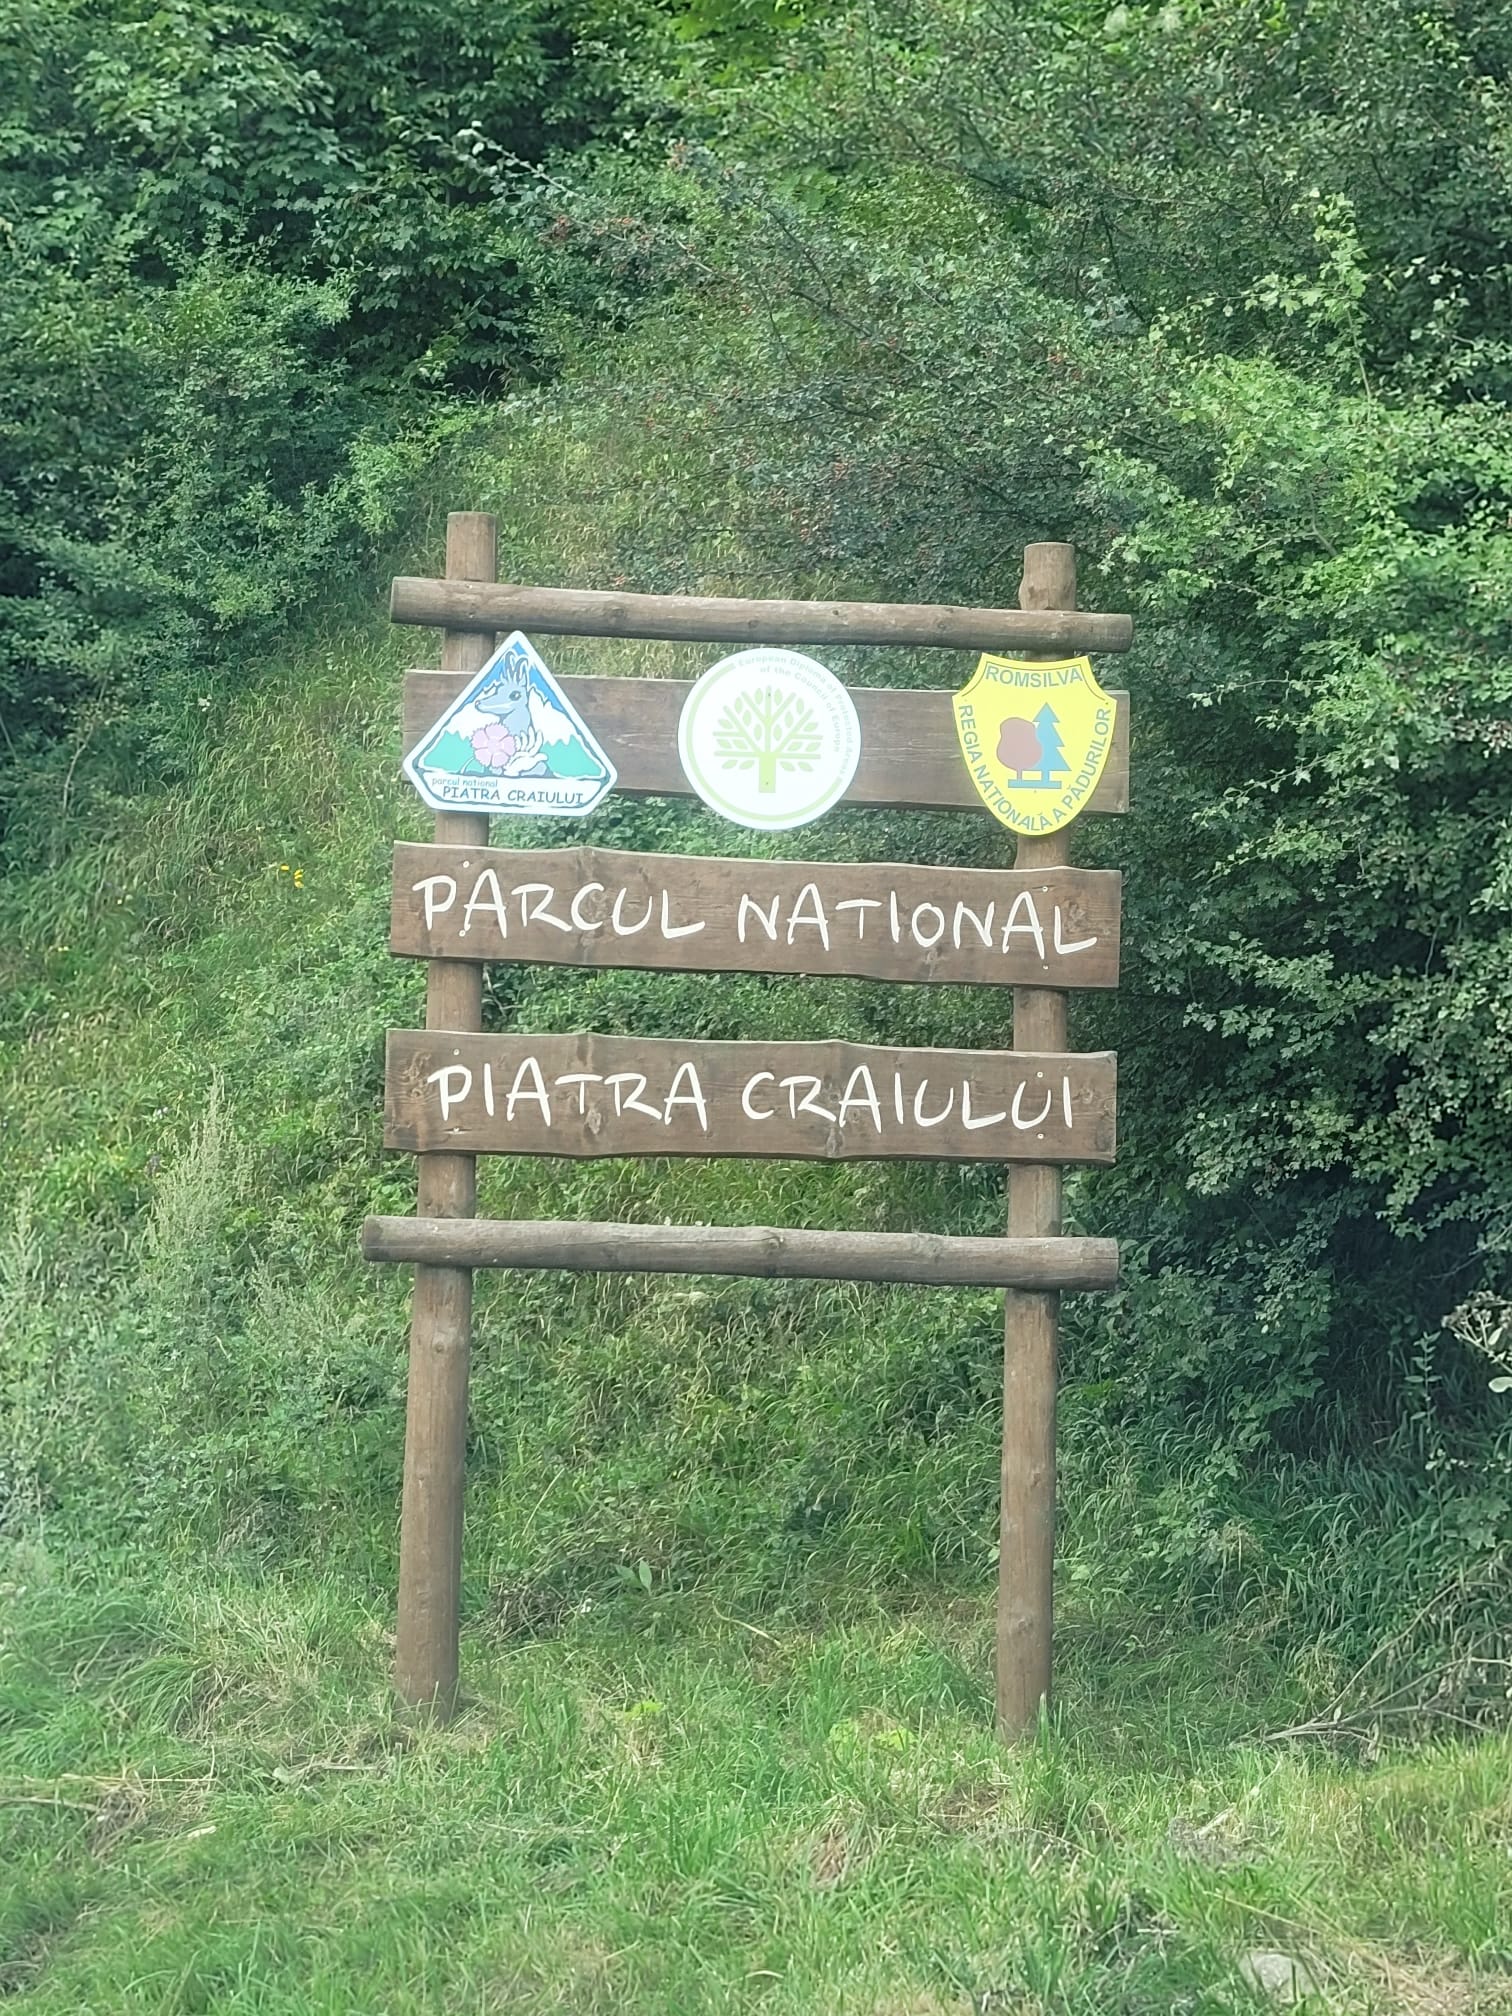 parcul national
PIATRA CRAIULUI
European Diploma of Protected Areas
of the Council of Europe
ROMSILVA
REGIA NATIONALĂ A PĂDURILOR
PARCUL NATIONAL
PIATRA CRAIULUI